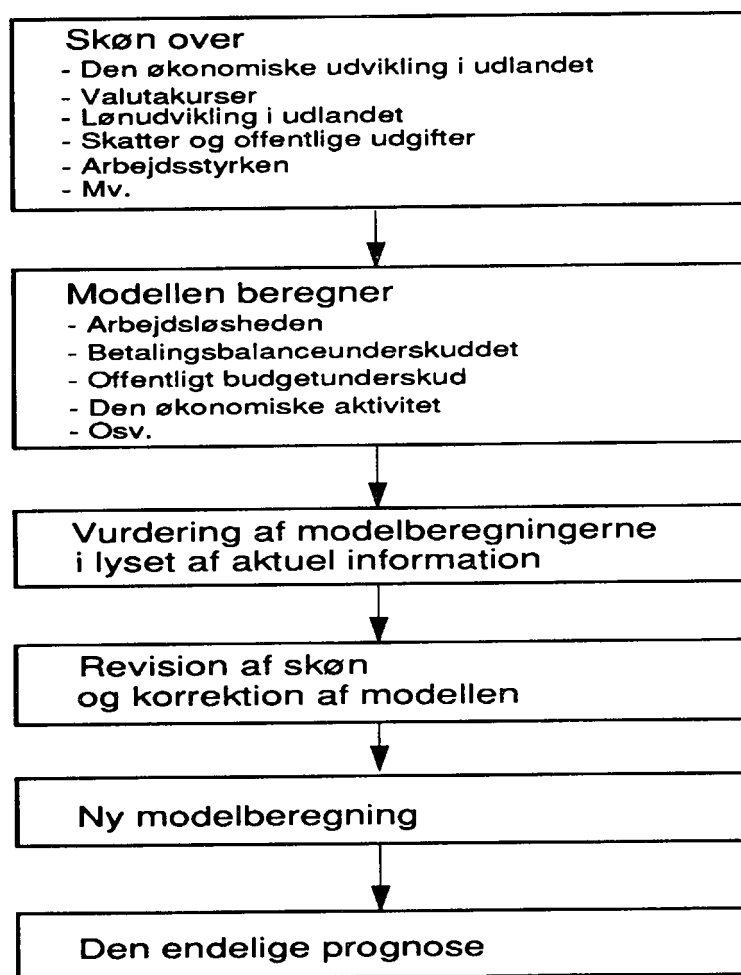 Skøn over
- Den økonomiske udvikling i udlandet
- Valutakurser
- Lønudvikling i udlandet
- Skatter og offentlige udgifter
- Arbejdsstyrken
- Mv.
Modellen beregner
- Arbejdsløsheden
- Betalingsbalanceunderskuddet
- Offentligt budgetunderskud
- Den økonomiske aktivitet
- Osv.
Vurdering af modelberegningerne
i lyset af aktuel information
Revision af skøn
og korrektion af modellen
Ny modelberegning
Den endelige prognose